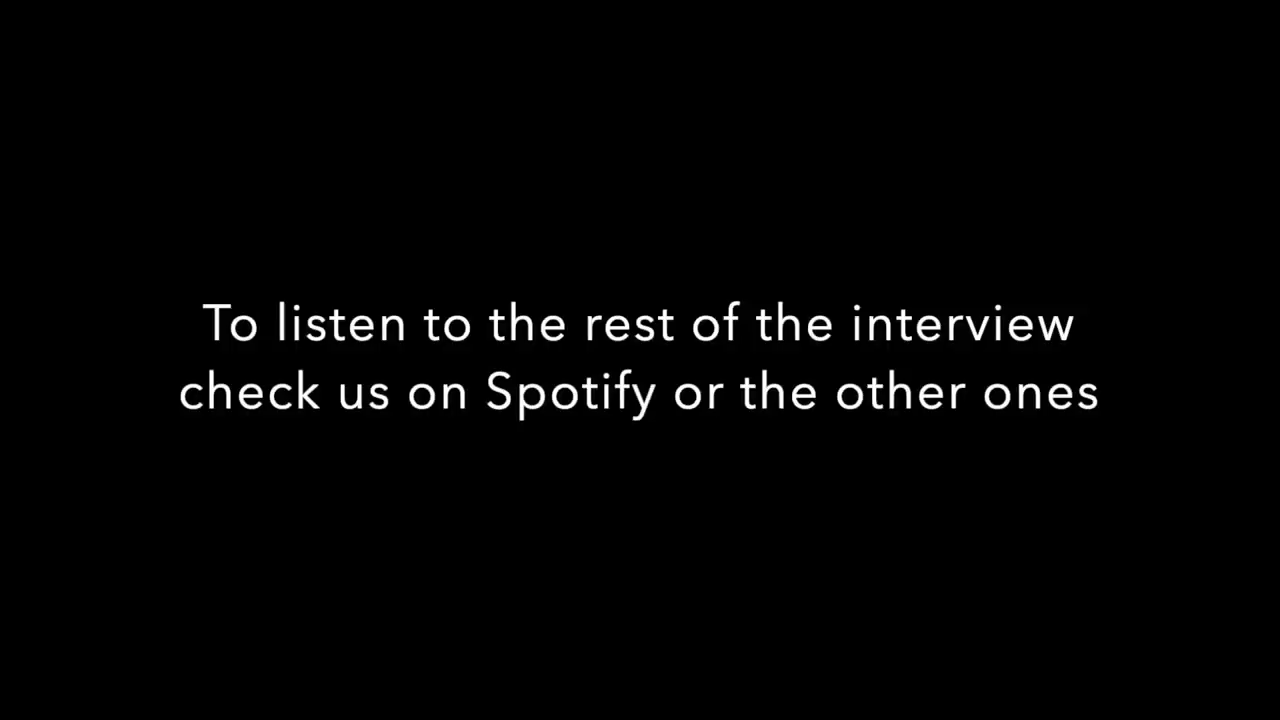 To listen to the rest of the interview
check us on Spotify or the other ones